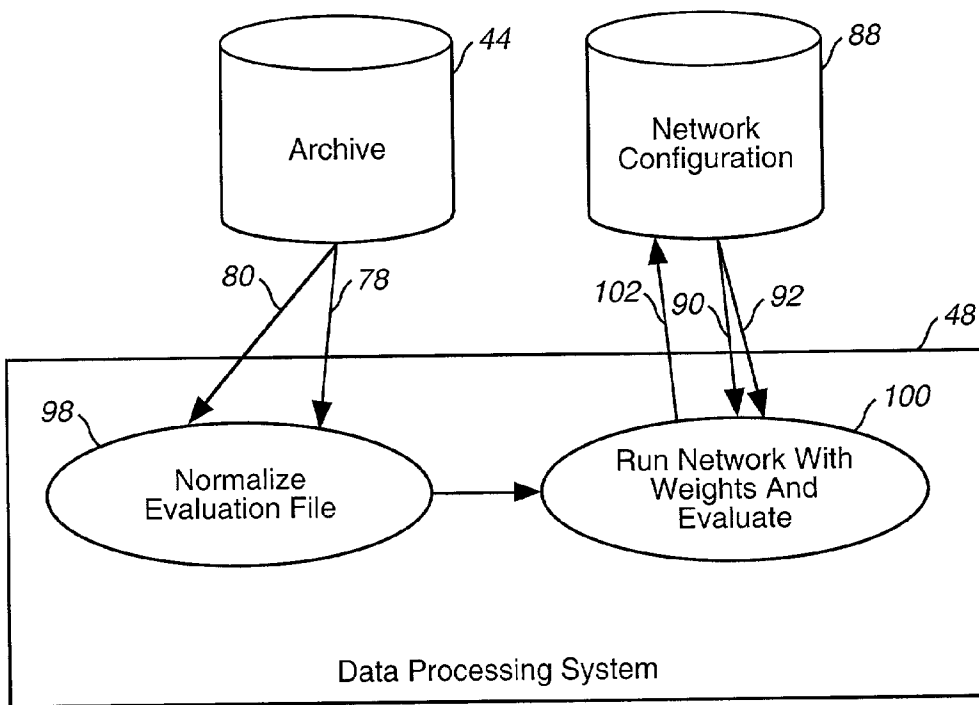 44
88
Archive
Network
Configuration
80
78
102
90
92
48
98
100
Normalize
Evaluation File
Run Network With
Weights And
Evaluate
Data Processing System